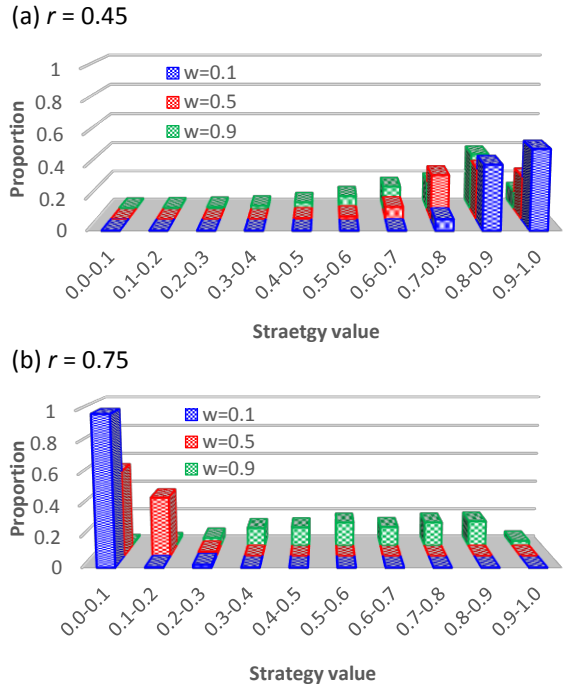 (a) r = 0.45
Proportion
1
0.8
0.6
0.4
0.2
0
w=0.1
w=0.5
w=0.9
0.0-0.1
0.1-0.2
0.2-0.3
0.3-0.4
0.4-0.5
0.5-0.6
0.6-0.7
0.7-0.8
0.8-0.9
0.9-1.0
Straetgy value
(b) r = 0.75
Proportion
1
0.8
0.6
0.4
0.2
0
w=0.1
w=0.5
w=0.9
0.0-0.1
0.1-0.2
0.2-0.3
0.3-0.4
0.4-0.5
0.5-0.6
0.6-0.7
0.7-0.8
0.8-0.9
0.9-1.0
Strategy value